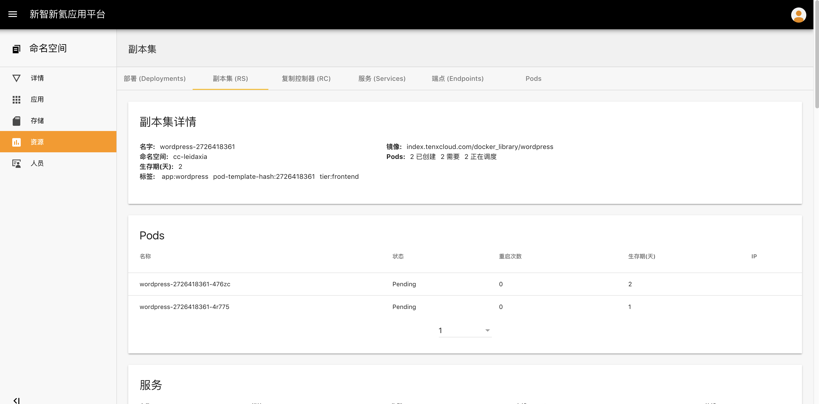 新智新氦应用平台
命名空间
副本集
详情
应用
存储
资源
人员
部署 (Deployments) 副本集 (RS) 复制控制器 (RC) 服务 (Services) 端点 (Endpoints) Pods
副本集详情
名字: wordpress-2726418361
命名空间: cc-leidaxia
生存期(天): 2
标签: app:wordpress pod-template-hash:2726418361 tier:frontend
镜像: index.tenxcloud.com/docker_library/wordpress
Pods: 2 已创建 2 需要 2 正在调度
Pods
名称 状态 重启次数 生存期(天) IP
wordpress-2726418361-476zc Pending 0 2
wordpress-2726418361-4r775 Pending 0 1
1
服务